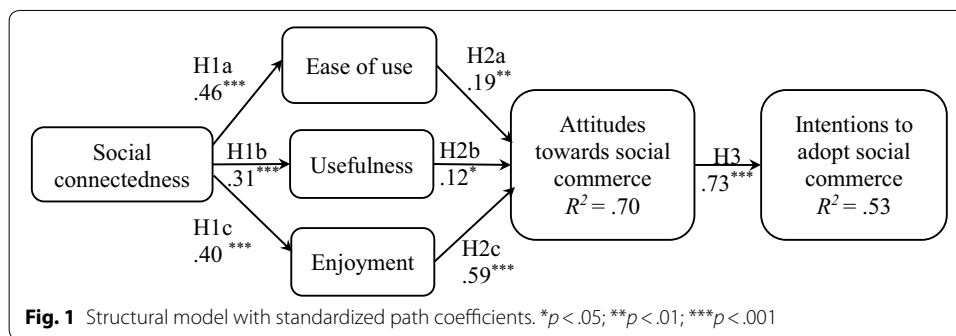 H1a
.46***
Ease of use
H2a
.19**
Social
connectedness
H1b
.31***
Usefulness
H2b
.12*
Attitudes
towards social
commerce
R² = .70
H3
.73***
Intentions to
adopt social
commerce
R² = .53
H1c
.40 ***
Enjoyment
H2c
.59***
Fig. 1 Structural model with standardized path coefficients. *p < .05; **p < .01; ***p < .001